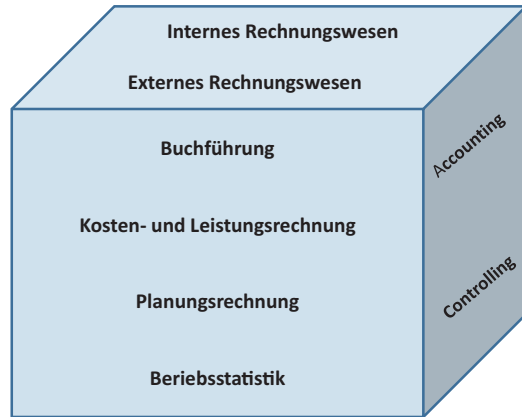 Internes Rechnungswesen
Externes Rechnungswesen
Buchführung
Kosten- und Leistungsrechnung
Planungsrechnung
Beriebsstatistik
Accounting
Controlling